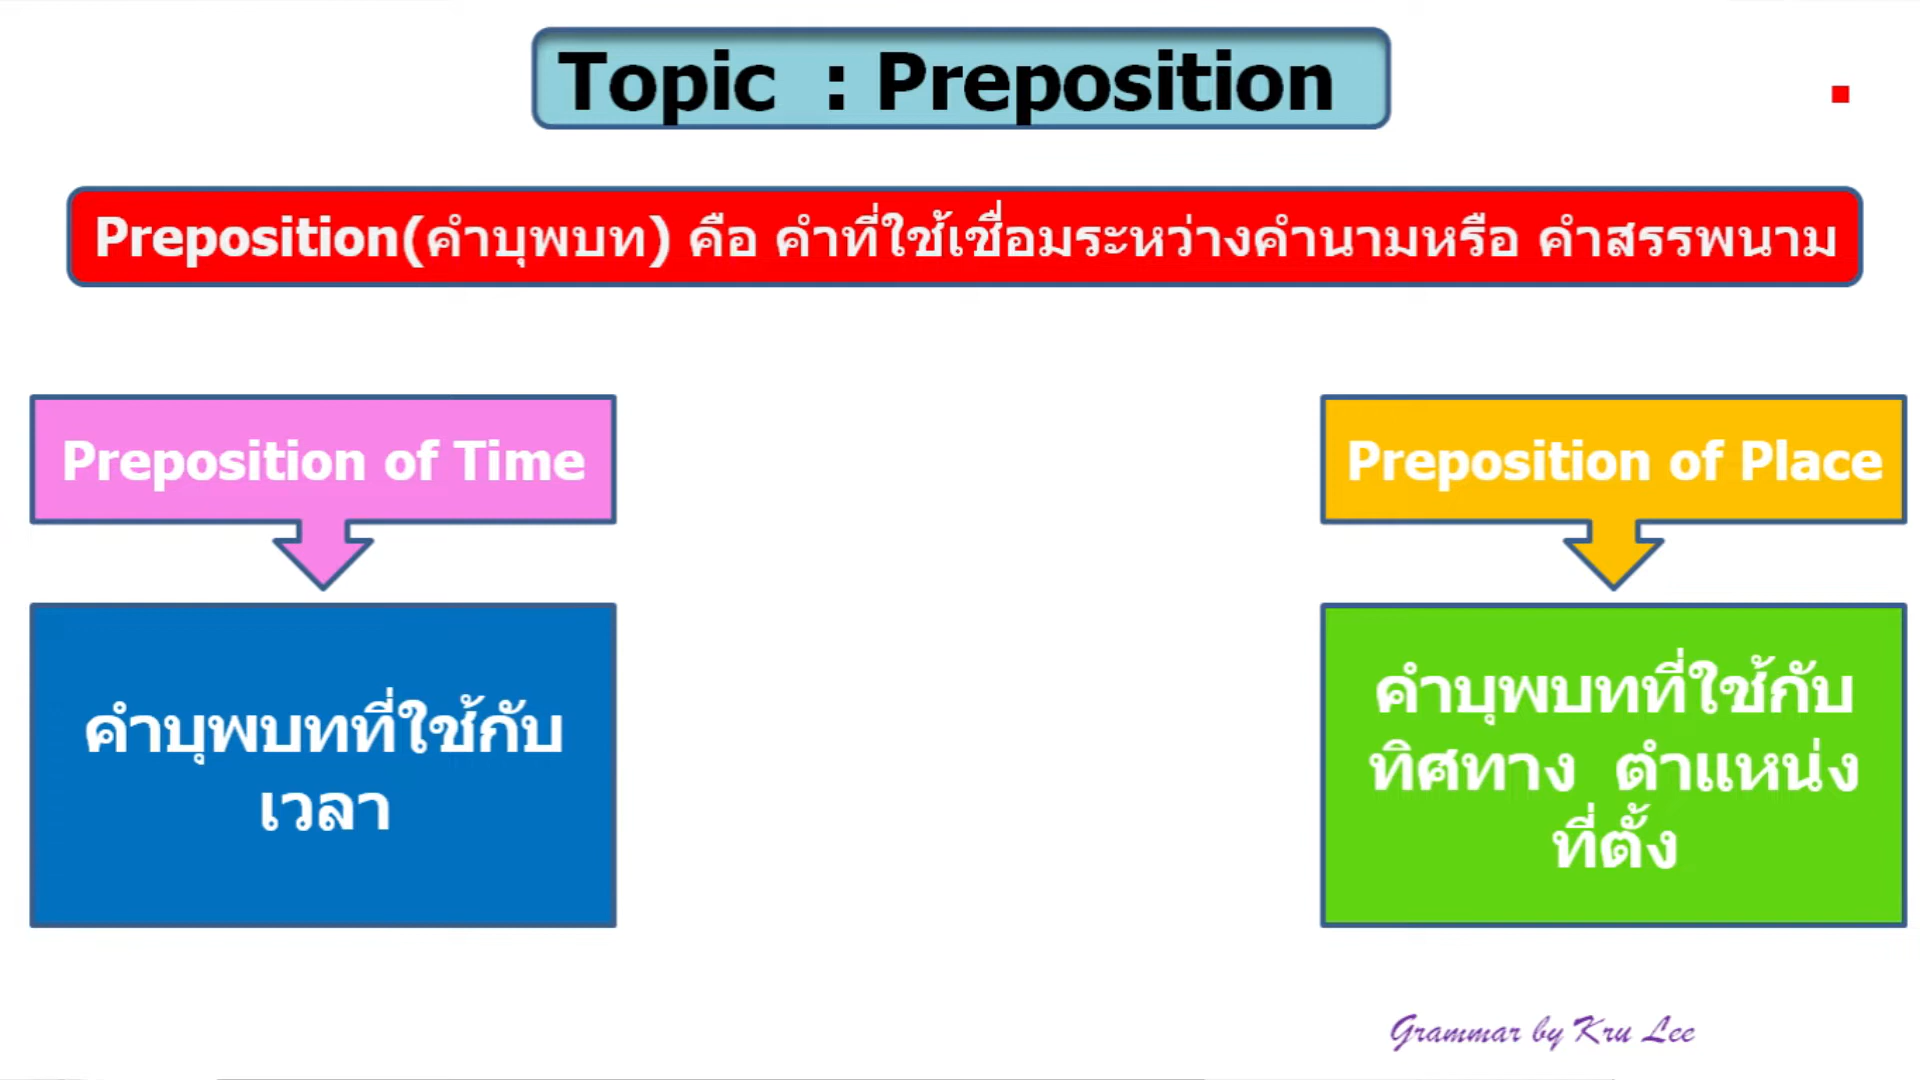 Topic : Preposition
Preposition(คำบุพบท) คือ คำที่ใช้เชื่อมระหว่างคำนามหรือ คำสรรพนาม
Preposition of Time
คำบุพบทที่ใช้กับ
เวลา
Preposition of Place
คำบุพบทที่ใช้กับ
ทิศทาง ตำแหน่ง
ที่ตั้ง
Grammar by Kru Lee